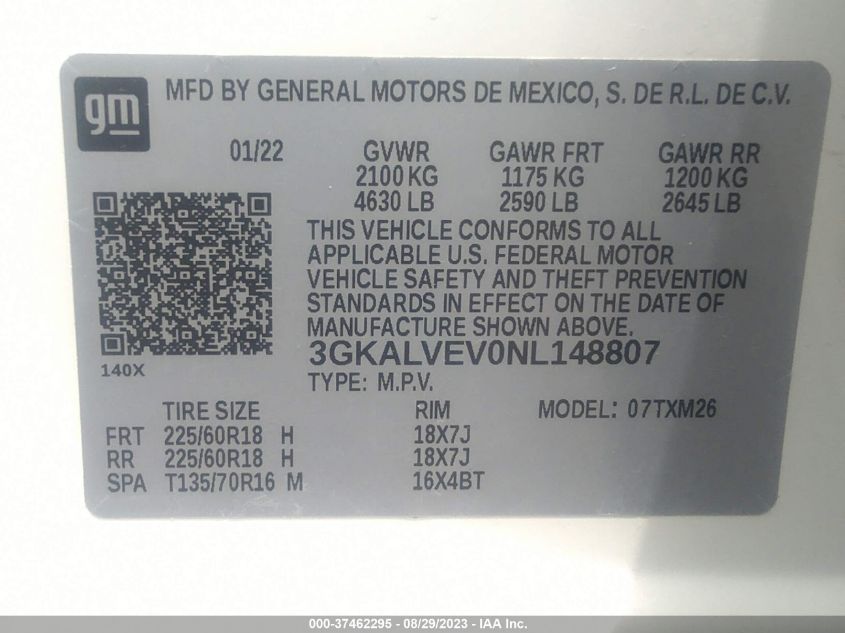 gm
MFD BY GENERAL MOTORS DE MEXICO, S. DE R.L. DE C.V.
01/22 GVWR GAWR FRT GAWR RR
2100 KG 1175 KG 1200 KG
4630 LB 2590 LB 2645 LB
THIS VEHICLE CONFORMS TO ALL
APPLICABLE U.S. FEDERAL MOTOR
VEHICLE SAFETY AND THEFT PREVENTION
STANDARDS IN EFFECT ON THE DATE OF
MANUFACTURE SHOWN ABOVE.
3GKALVEV0NL148807
140X
TYPE: M.P.V.
TIRE SIZE RIM MODEL: 07TXM26
FRT 225/60R18 H 18X7J
RR 225/60R18 H 18X7J
SPA T135/70R16 M 16X4BT
000-37462295 - 08/29/2023 - IAA Inc.